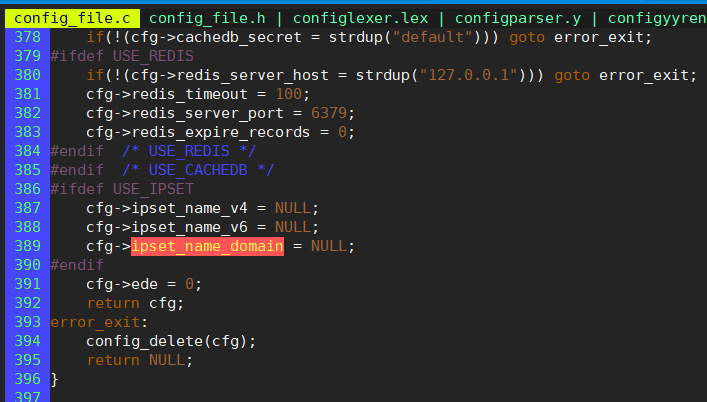 config_file.c config_file.h | configlexer.lex | configparser.y | configyyren
378 if(!(cfg->cachedb_secret = strdup("default"))) goto error_exit;
379 #ifdef USE_REDIS
380 if(!(cfg->redis_server_host = strdup("127.0.0.1"))) goto error_exit;
381 cfg->redis_timeout = 100;
382 cfg->redis_server_port = 6379;
383 cfg->redis_expire_records = 0;
384 #endif /* USE_REDIS */
385 #endif /* USE_CACHEDB */
386 #ifdef USE_IPSET
387 cfg->ipset_name_v4 = NULL;
388 cfg->ipset_name_v6 = NULL;
389 cfg->ipset_name_domain = NULL;
390 #endif
391 cfg->ede = 0;
392 return cfg;
393 error_exit:
394 config_delete(cfg);
395 return NULL;
396 }
397